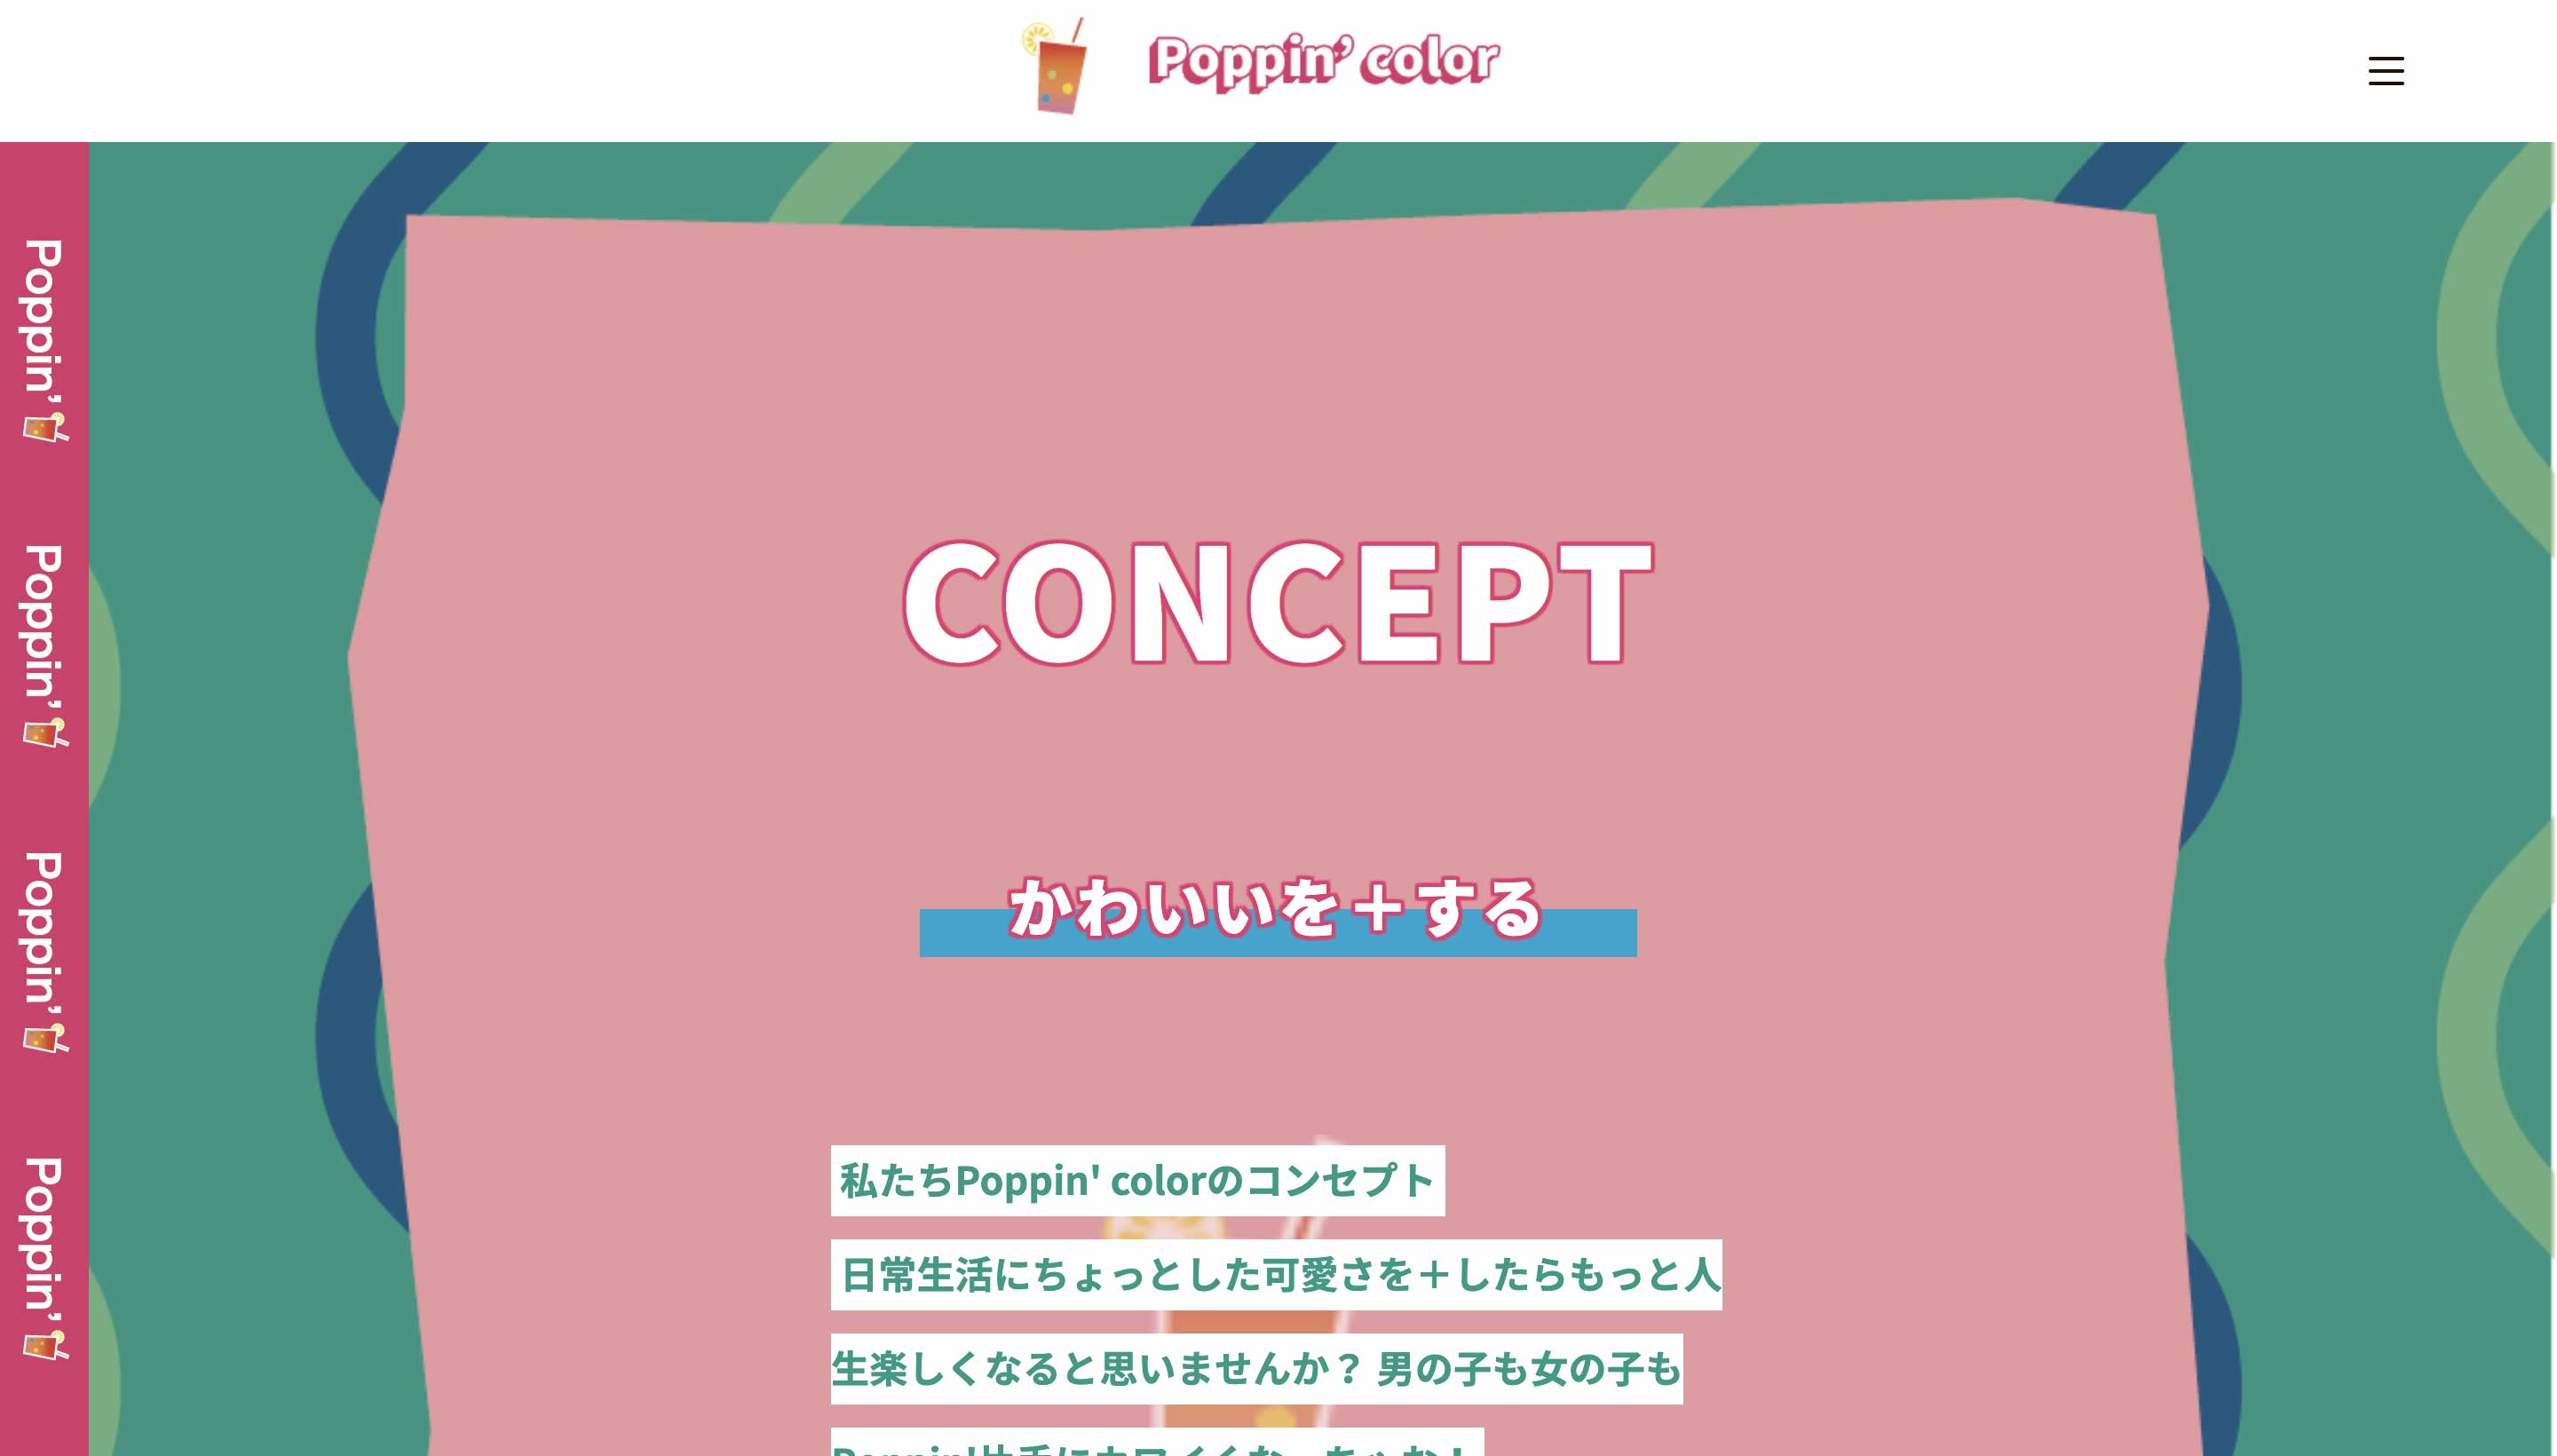 Poppin' color
Poppin'
Poppin'
Poppin'
Poppin'
CONCEPT
かわいいを＋する
私たちPoppin' colorのコンセプト
日常生活にちょっとした可愛さを＋したらもっと人
生楽しくなると思いませんか？ 男の子も女の子も